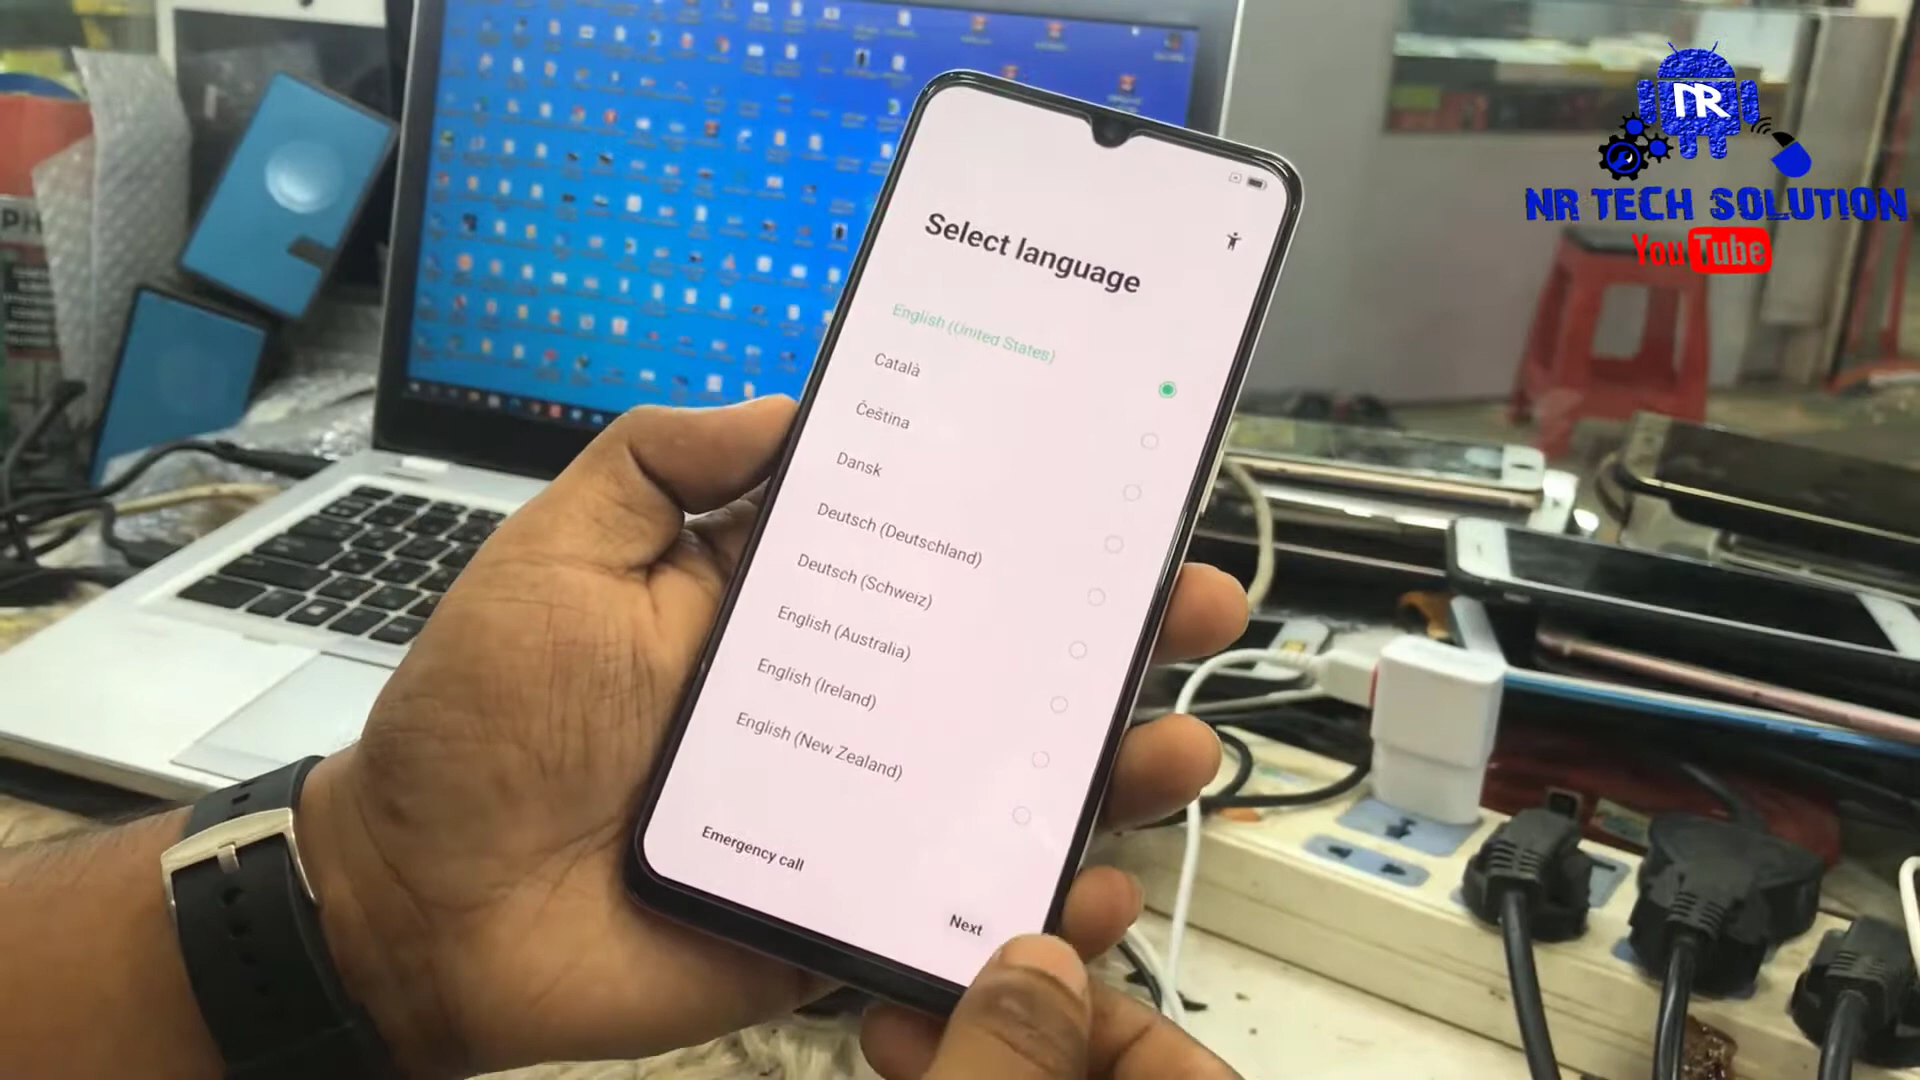 NR
NR TECH SOLUTION
YouTube
PH
Select language
English (United States)
Català
Čeština
Dansk
Deutsch (Deutschland)
Deutsch (Schweiz)
English (Australia)
English (Ireland)
English (New Zealand)
Emergency call
Next